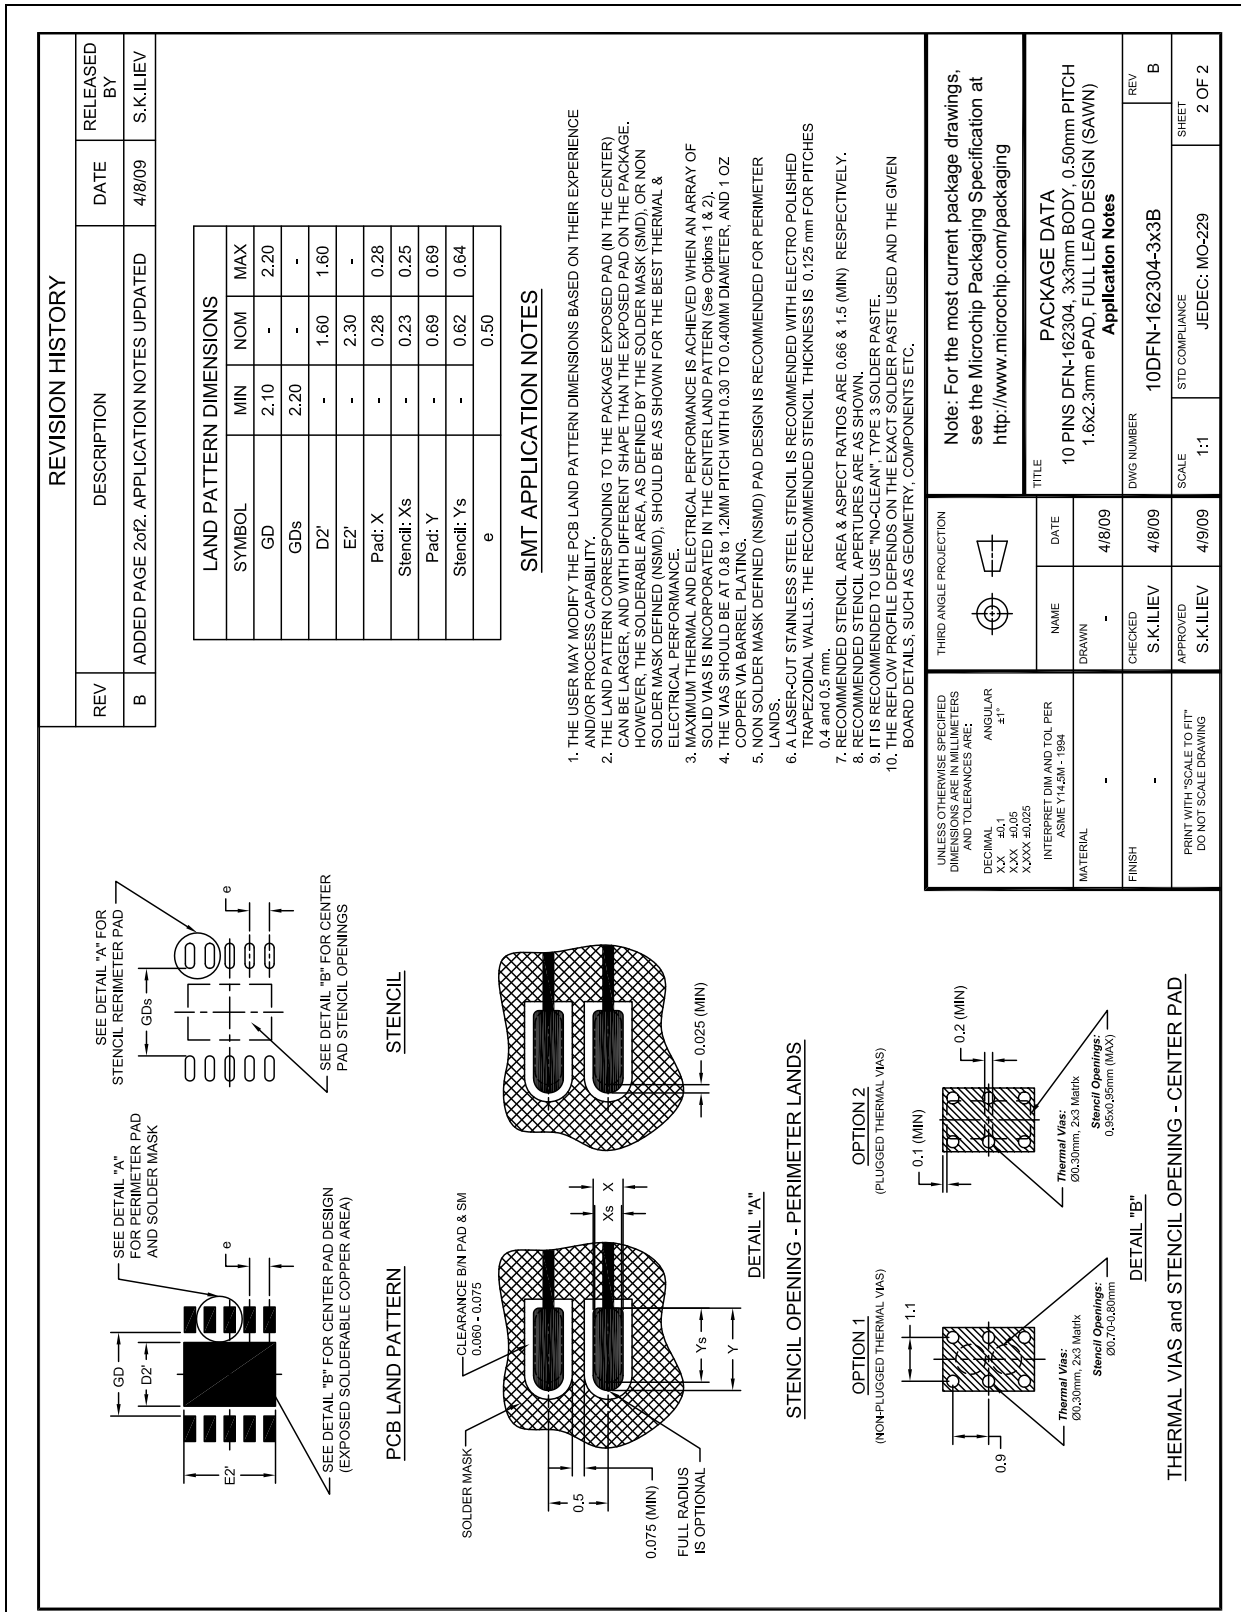 REVISION HISTORY
REV DESCRIPTION DATE RELEASED BY
B ADDED PAGE 2of2. APPLICATION NOTES UPDATED 4/8/09 S.K.ILIEV
SEE DETAIL "A"
FOR PERIMETER PAD
AND SOLDER MASK
GD
D2'
E2'
e
SEE DETAIL "B" FOR CENTER PAD DESIGN
(EXPOSED SOLDERABLE COPPER AREA)
PCB LAND PATTERN
SEE DETAIL "A" FOR
STENCIL RERIMETER PAD
GDs
e
SEE DETAIL "B" FOR CENTER
PAD STENCIL OPENINGS
STENCIL
LAND PATTERN DIMENSIONS
SYMBOL MIN NOM MAX
GD 2.10 - 2.20
GDs 2.20 - -
D2' - 1.60 1.60
E2' - 2.30 -
Pad: X - 0.28 0.28
Stencil: Xs - 0.23 0.25
Pad: Y - 0.69 0.69
Stencil: Ys - 0.62 0.64
e 0.50
SOLDER MASK
CLEARANCE B/N PAD & SM
0.060 - 0.075
0.5
0.075 (MIN)
FULL RADIUS
IS OPTIONAL
Xs
X
Ys
Y
0.025 (MIN)
DETAIL "A"
STENCIL OPENING - PERIMETER LANDS
SMT APPLICATION NOTES
1. THE USER MAY MODIFY THE PCB LAND PATTERN DIMENSIONS BASED ON THEIR EXPERIENCE
AND/OR PROCESS CAPABILITY.
2. THE LAND PATTERN CORRESPONDING TO THE PACKAGE EXPOSED PAD (IN THE CENTER)
CAN BE LARGER, AND WITH DIFFERENT SHAPE THAN THE EXPOSED PAD ON THE PACKAGE.
HOWEVER, THE SOLDERABLE AREA, AS DEFINED BY THE SOLDER MASK (SMD), OR NON
SOLDER MASK DEFINED (NSMD), SHOULD BE AS SHOWN FOR THE BEST THERMAL &
ELECTRICAL PERFORMANCE.
3. MAXIMUM THERMAL AND ELECTRICAL PERFORMANCE IS ACHIEVED WHEN AN ARRAY OF
SOLID VIAS IS INCORPORATED IN THE CENTER LAND PATTERN (See Options 1 & 2).
4. THE VIAS SHOULD BE AT 0.8 to 1.2MM PITCH WITH 0.30 TO 0.40MM DIAMETER, AND 1 OZ
COPPER VIA BARREL PLATING.
5. NON SOLDER MASK DEFINED (NSMD) PAD DESIGN IS RECOMMENDED FOR PERIMETER
LANDS.
6. A LASER-CUT STAINLESS STEEL STENCIL IS RECOMMENDED WITH ELECTRO POLISHED
TRAPEZOIDAL WALLS. THE RECOMMENDED STENCIL THICKNESS IS 0.125 mm FOR PITCHES
0.4 and 0.5 mm.
7. RECOMMENDED STENCIL AREA & ASPECT RATIOS ARE 0.66 & 1.5 (MIN) RESPECTIVELY.
8. RECOMMENDED STENCIL APERTURES ARE AS SHOWN.
9. IT IS RECOMMENDED TO USE "NO-CLEAN", TYPE 3 SOLDER PASTE.
10. THE REFLOW PROFILE DEPENDS ON THE EXACT SOLDER PASTE USED AND THE GIVEN
BOARD DETAILS, SUCH AS GEOMETRY, COMPONENTS ETC.
OPTION 1
(NON-PLUGGED THERMAL VIAS)
1.1
0.9
Thermal Vias:
Ø0.30mm, 2x3 Matrix
Stencil Openings:
Ø0.70-0.80mm
OPTION 2
(PLUGGED THERMAL VIAS)
0.1 (MIN)
0.2 (MIN)
Thermal Vias:
Ø0.30mm, 2x3 Matrix
Stencil Openings:
0.95x0.95mm (MAX)
DETAIL "B"
THERMAL VIAS and STENCIL OPENING - CENTER PAD
UNLESS OTHERWISE SPECIFIED
DIMENSIONS ARE IN MILLIMETERS
AND TOLERANCES ARE:
DECIMAL ANGULAR
X.X ±0.1 ±1°
X.XX ±0.05
X.XXX ±0.025
INTERPRET DIM AND TOL PER
ASME Y14.5M - 1994
MATERIAL
-
FINISH
-
PRINT WITH "SCALE TO FIT"
DO NOT SCALE DRAWING
THIRD ANGLE PROJECTION
NAME DATE
DRAWN
- 4/8/09
CHECKED
S.K.ILIEV 4/8/09
APPROVED
S.K.ILIEV 4/9/09
Note: For the most current package drawings,
see the Microchip Packaging Specification at
http://www.microchip.com/packaging
TITLE
PACKAGE DATA
10 PINS DFN-162304, 3x3mm BODY, 0.50mm PITCH
1.6x2.3mm ePAD, FULL LEAD DESIGN (SAWN)
Application Notes
DWG NUMBER
10DFN-162304-3x3B
REV
B
SCALE
1:1
STD COMPLIANCE
JEDEC: MO-229
SHEET
2 OF 2